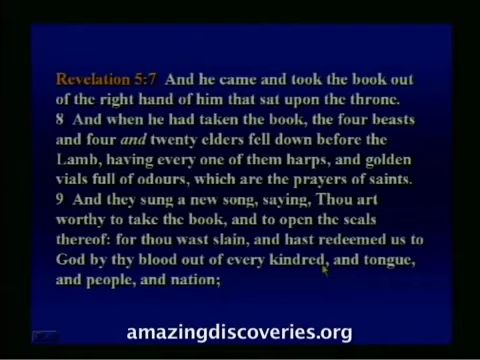 Revelation 5:7 And he came and took the book out
of the right hand of him that sat upon the throne.
8 And when he had taken the book, the four beasts
and four and twenty elders fell down before the
Lamb, having every one of them harps, and golden
vials full of odours, which are the prayers of saints.
9 And they sung a new song, saying, Thou art
worthy to take the book, and to open the seals
thereof: for thou wast slain, and hast redeemed us to
God by thy blood out of every kindred, and tongue,
and people, and nation;
amazingdiscoveries.org